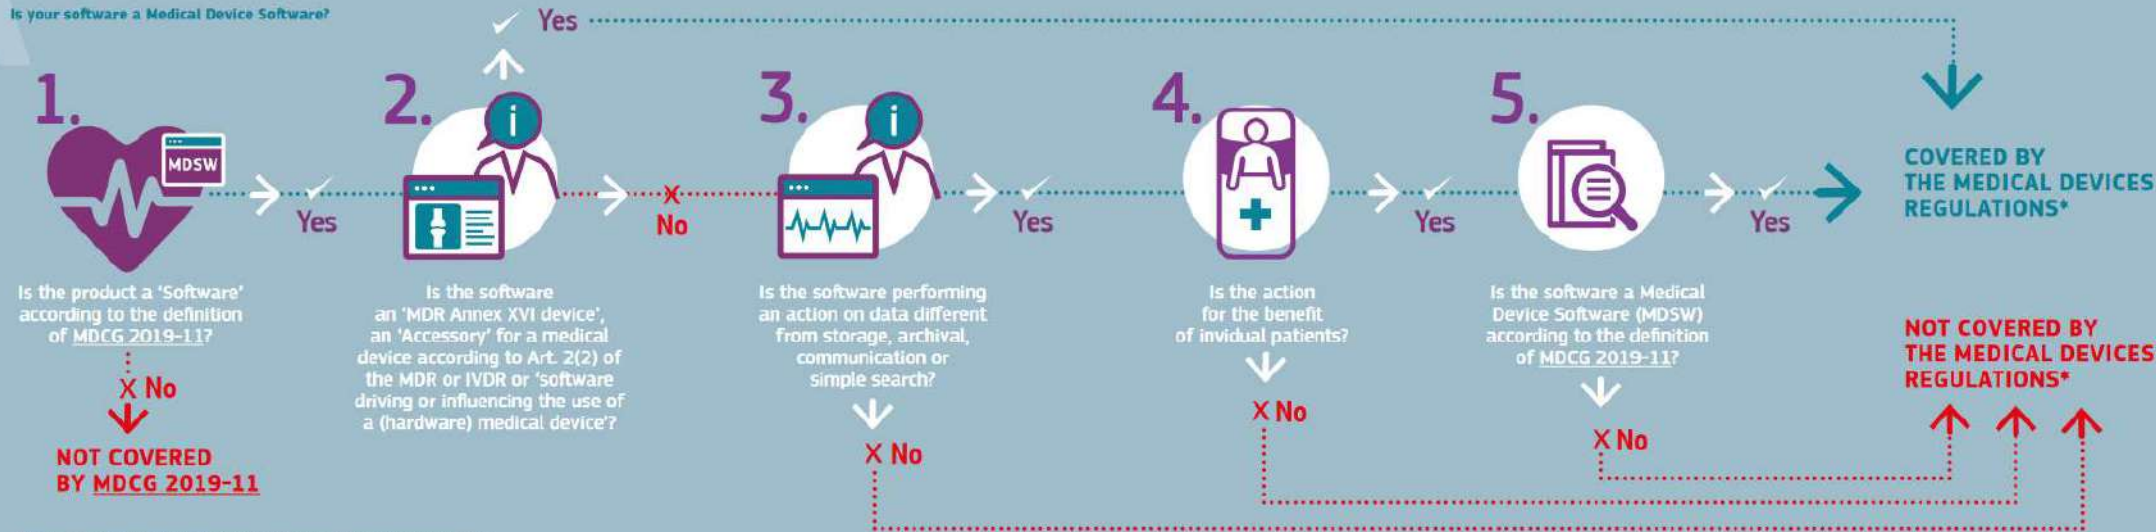 Is your software a Medical Device Software?
Yes
1.
MDSW
Yes
Is the product a 'Software'
according to the definition
of MDCG 2019-11?
X No
NOT COVERED
BY MDCG 2019-11
2.
i
X
No
Is the software
an 'MDR Annex XVI device',
an 'Accessory' for a medical
device according to Art. 2(2) of
the MDR or IVDR or 'software
driving or influencing the use of
a (hardware) medical device'?
3.
i
Yes
Is the software performing
an action on data different
from storage, archival,
communication or
simple search?
X No
4.
Yes
Is the action
for the benefit
of invidual patients?
X No
5.
Yes
Is the software a Medical
Device Software (MDSW)
according to the definition
of MDCG 2019-11?
X No
COVERED BY
THE MEDICAL DEVICES
REGULATIONS*
NOT COVERED BY
THE MEDICAL DEVICES
REGULATIONS*